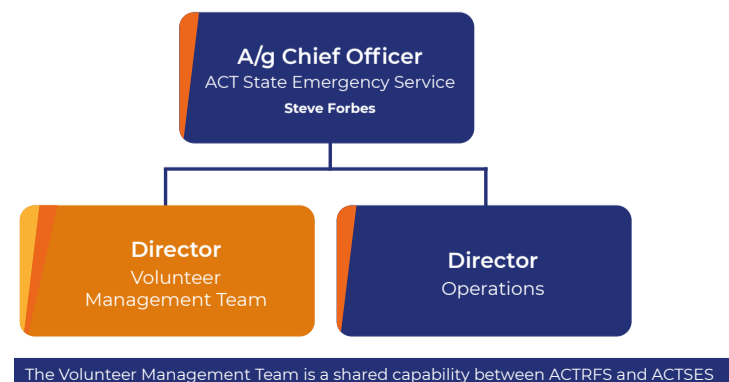 A/g Chief Officer
ACT State Emergency Service
Steve Forbes
Director
Volunteer
Management Team
Director
Operations
The Volunteer Management Team is a shared capability between ACTRFS and ACTSES